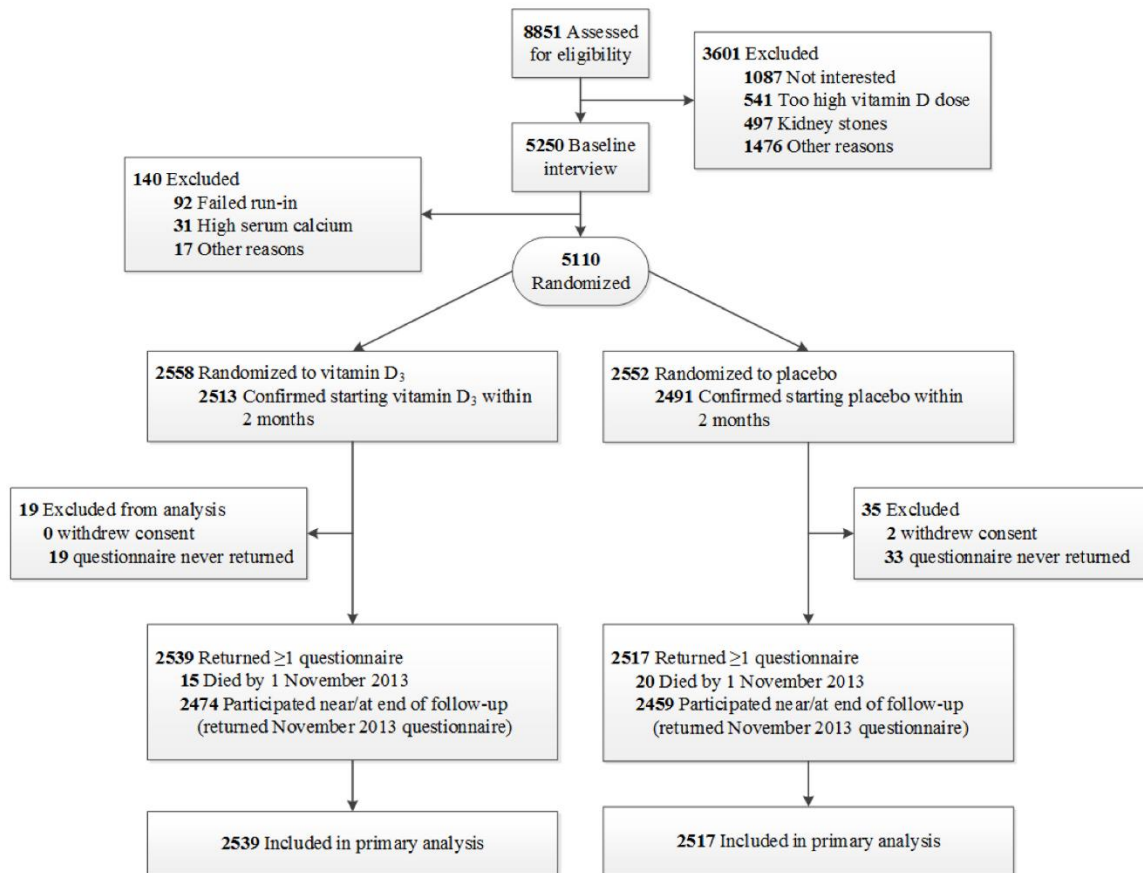 8851 Assessed
for eligibility
3601 Excluded
1087 Not interested
541 Too high vitamin D dose
497 Kidney stones
1476 Other reasons
5250 Baseline
interview
140 Excluded
92 Failed run-in
31 High serum calcium
17 Other reasons
5110
Randomized
2558 Randomized to vitamin D₃
2513 Confirmed starting vitamin D₃ within
2 months
2552 Randomized to placebo
2491 Confirmed starting placebo within
2 months
19 Excluded from analysis
0 withdrew consent
19 questionnaire never returned
35 Excluded
2 withdrew consent
33 questionnaire never returned
2539 Returned ≥1 questionnaire
15 Died by 1 November 2013
2474 Participated near/at end of follow-up
(returned November 2013 questionnaire)
2517 Returned ≥1 questionnaire
20 Died by 1 November 2013
2459 Participated near/at end of follow-up
(returned November 2013 questionnaire)
2539 Included in primary analysis
2517 Included in primary analysis